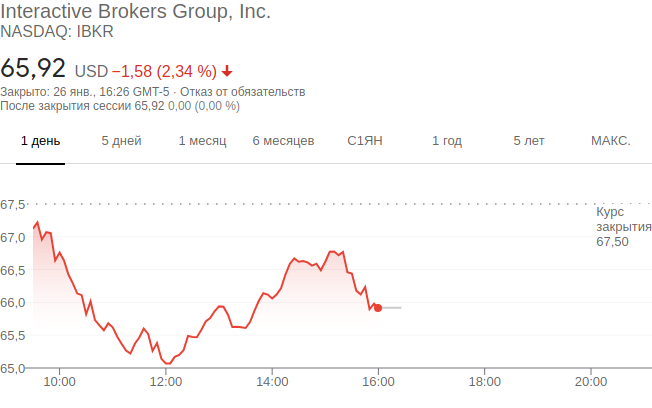 Interactive Brokers Group, Inc.
NASDAQ: IBKR
65,92 USD −1,58 (2,34 %)
Закрыто: 26 янв., 16:26 GMT-5 · Отказ от обязательств
После закрытия сессии 65,92 0,00 (0,00 %)
1 день 5 дней 1 месяц 6 месяцев С1ЯН 1 год 5 лет МАКС.
67,5
Курс
закрытия
67,50
67,0
66,5
66,0
65,5
65,0
10:00 12:00 14:00 16:00 18:00 20:00